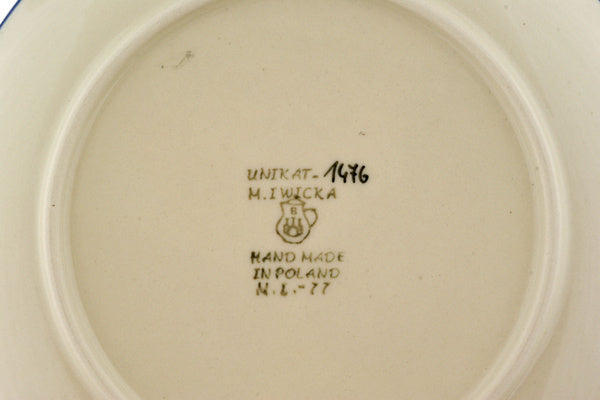 UNIKAT-1476
M.IWICKA
B
HAND MADE
IN POLAND
M.L.-77